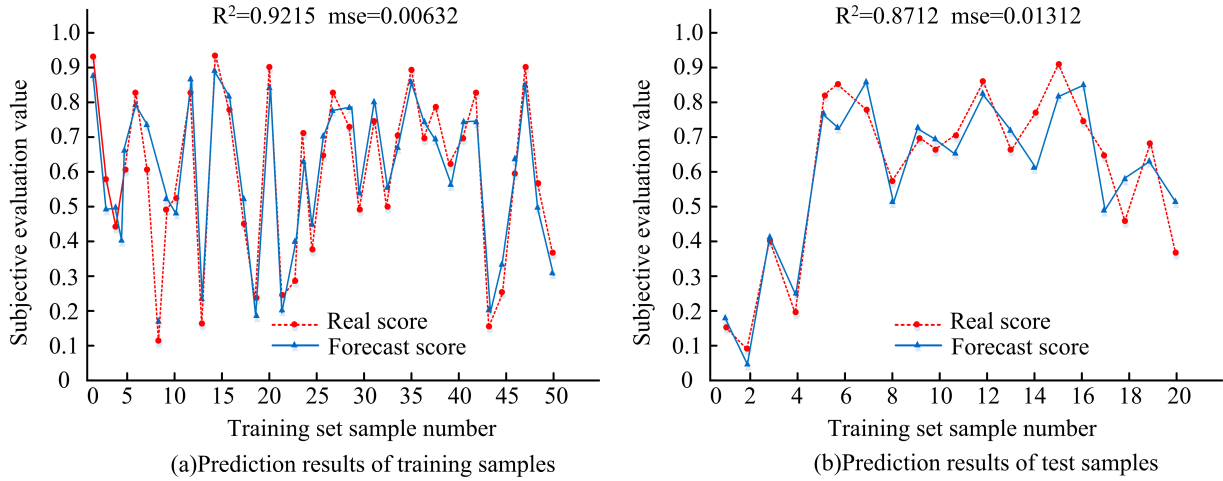 R²=0.9215 mse=0.00632
Subjective evaluation value
1.0
0.9
0.8
0.7
0.6
0.5
0.4
0.3
0.2
0.1
0
Real score
Forecast score
0 5 10 15 20 25 30 35 40 45 50
Training set sample number
(a)Prediction results of training samples
R²=0.8712 mse=0.01312
Subjective evaluation value
1.0
0.9
0.8
0.7
0.6
0.5
0.4
0.3
0.2
0.1
0
Real score
Forecast score
0 2 4 6 8 10 12 14 16 18 20
Training set sample number
(b)Prediction results of test samples